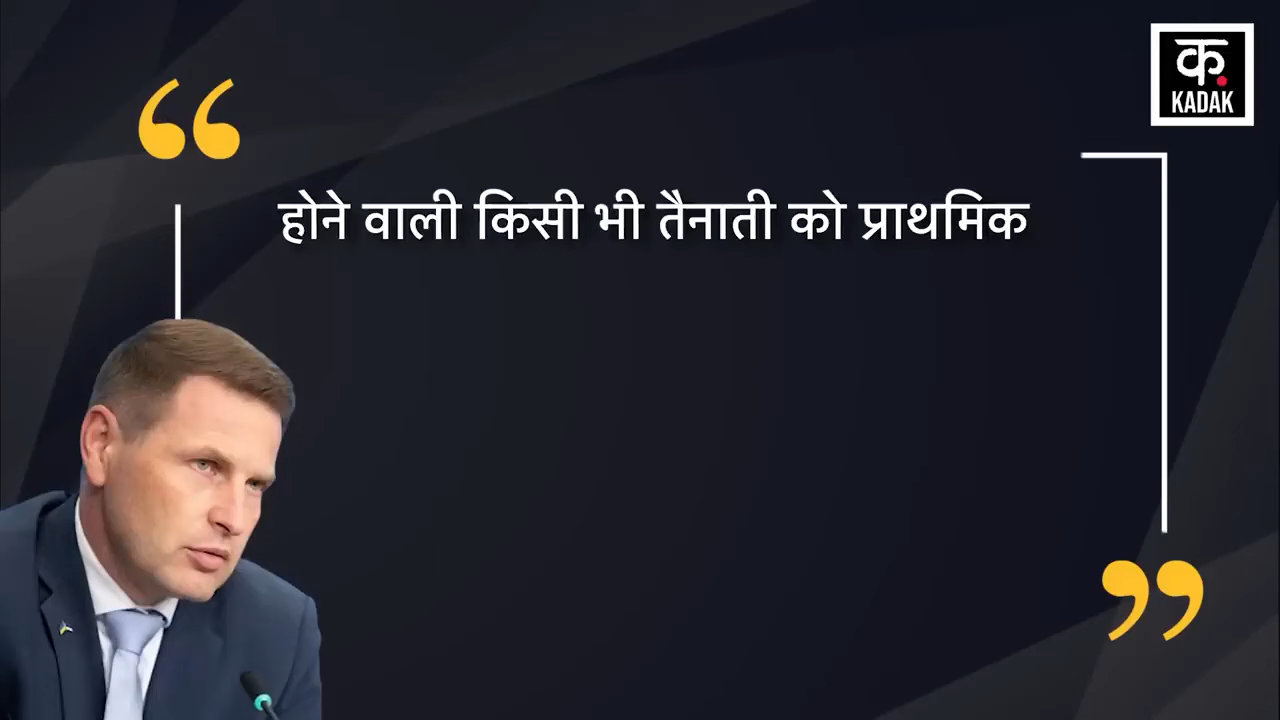 क.
KADAK
होने वाली किसी भी तैनाती को प्राथमिक